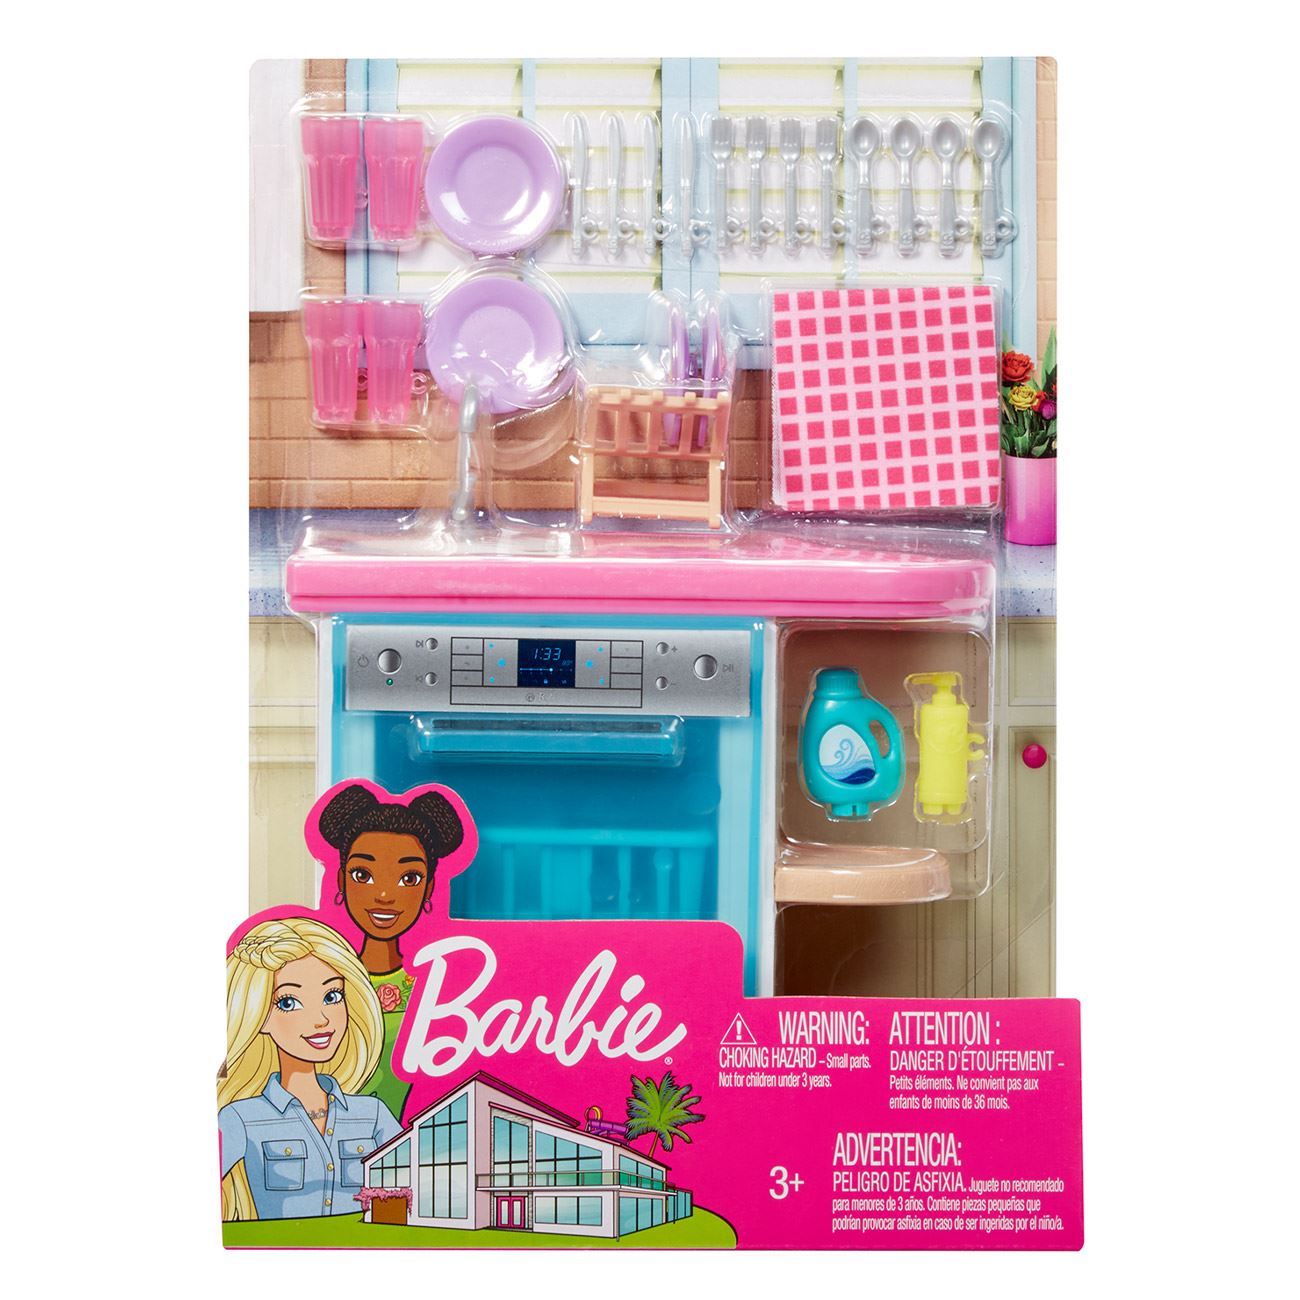 1:33
Barbie®
WARNING:
CHOKING HAZARD – Small parts.
Not for children under 3 years.
ATTENTION :
DANGER D'ÉTOUFFEMENT –
Petits éléments. Ne convient pas aux
enfants de moins de 36 mois.
3+
ADVERTENCIA:
PELIGRO DE ASFIXIA. Juguete no recomendado
para menores de 3 años. Contiene piezas pequeñas que
podrían provocar asfixia en caso de ser ingeridas por el niño/a.